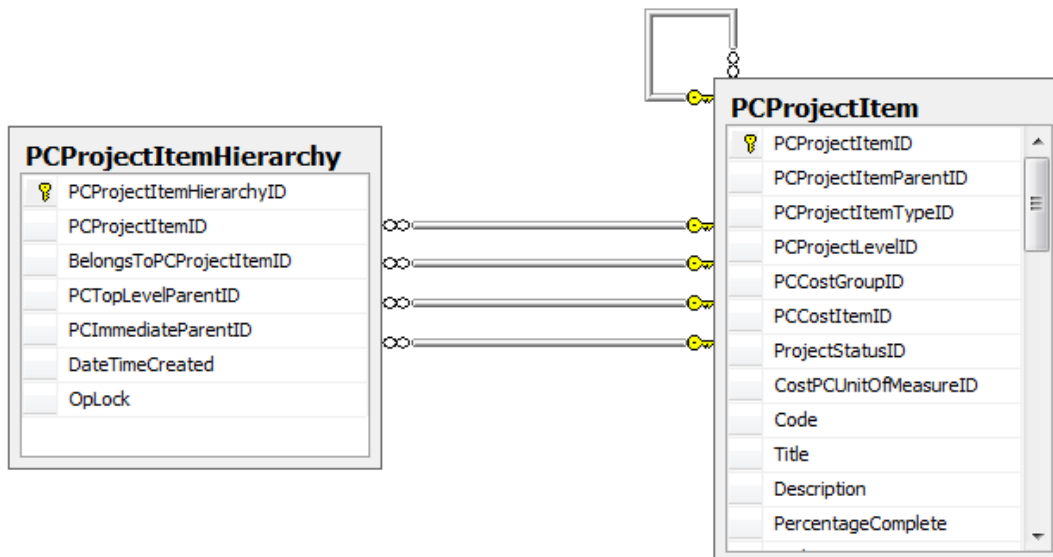 PCProjectItemHierarchy
PCProjectItemHierarchyID
PCProjectItemID
BelongsToPCProjectItemID
PCTopLevelParentID
PCImmediateParentID
DateTimeCreated
OpLock
PCProjectItem
PCProjectItemID
PCProjectItemParentID
PCProjectItemTypeID
PCProjectLevelID
PCCostGroupID
PCCostItemID
ProjectStatusID
CostPCUnitOfMeasureID
Code
Title
Description
PercentageComplete